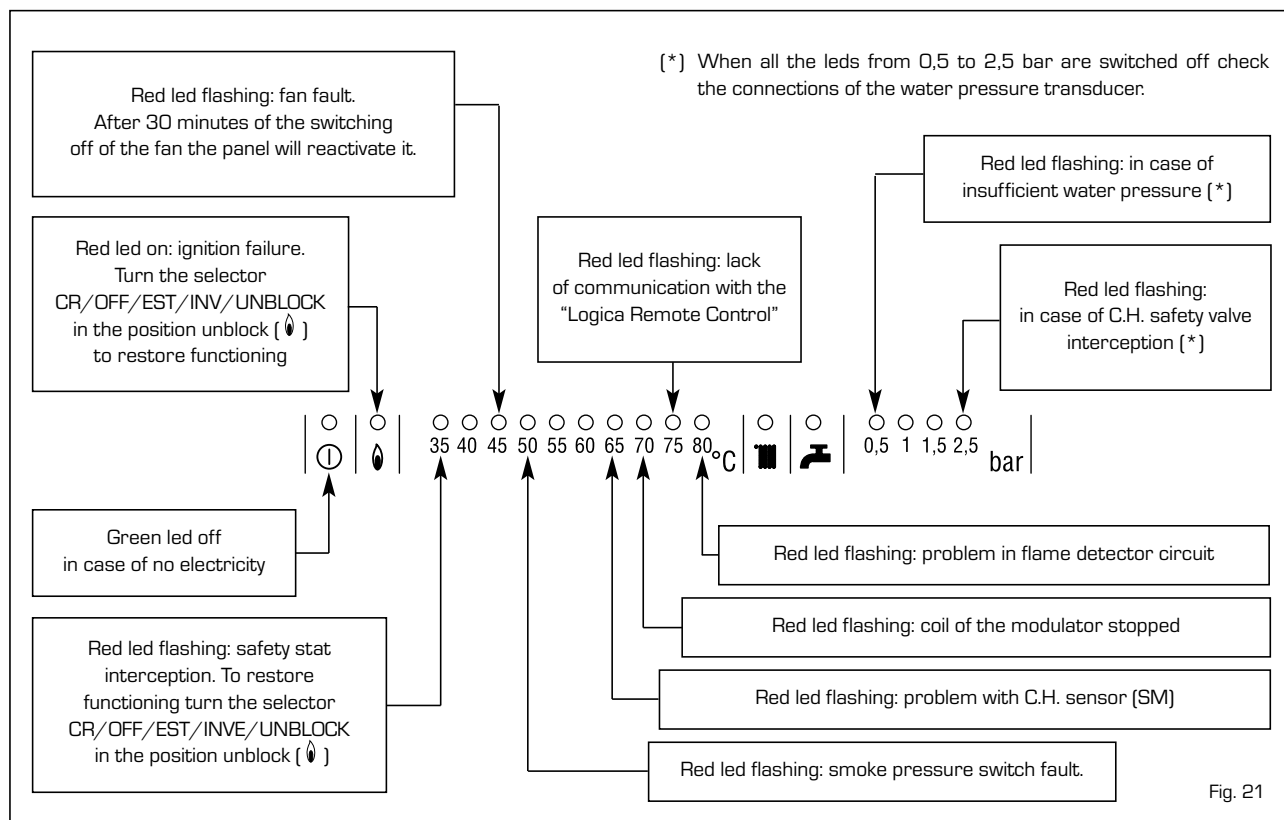 Red led flashing: fan fault.
After 30 minutes of the switching
off of the fan the panel will reactivate it.
(*) When all the leds from 0,5 to 2,5 bar are switched off check
the connections of the water pressure transducer.
Red led flashing: in case of
insufficient water pressure (*)
Red led on: ignition failure.
Turn the selector
CR/OFF/EST/INV/UNBLOCK
in the position unblock ( )
to restore functioning
Red led flashing: lack
of communication with the
“Logica Remote Control”
Red led flashing:
in case of C.H. safety valve
interception (*)
35 40 45 50 55 60 65 70 75 80 °C 0,5 1 1,5 2,5 bar
Green led off
in case of no electricity
Red led flashing: problem in flame detector circuit
Red led flashing: coil of the modulator stopped
Red led flashing: safety stat
interception. To restore
functioning turn the selector
CR/OFF/EST/INVE/UNBLOCK
in the position unblock ( )
Red led flashing: problem with C.H. sensor (SM)
Red led flashing: smoke pressure switch fault.
Fig. 21